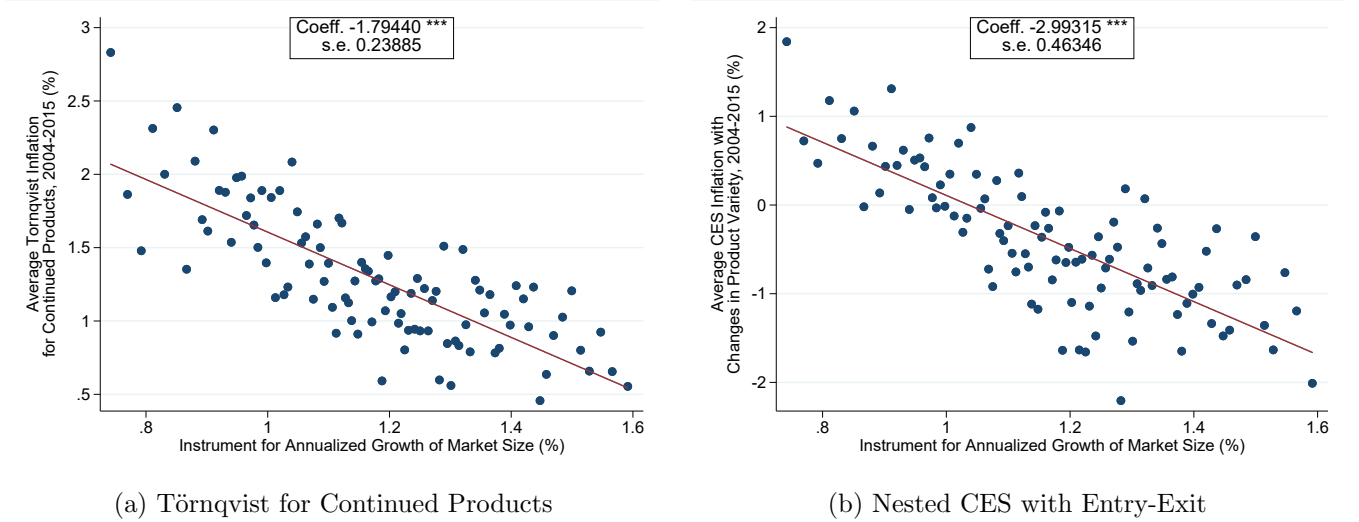 Coeff. -1.79440 ***
s.e. 0.23885
Average Tornqvist Inflation
for Continued Products, 2004-2015 (%)
3
2.5
2
1.5
1
.5
.8
1
1.2
1.4
1.6
Instrument for Annualized Growth of Market Size (%)
(a) Törnqvist for Continued Products
Coeff. -2.99315 ***
s.e. 0.46346
Average CES Inflation with
Changes in Product Variety, 2004-2015 (%)
2
1
0
-1
-2
.8
1
1.2
1.4
1.6
Instrument for Annualized Growth of Market Size (%)
(b) Nested CES with Entry-Exit